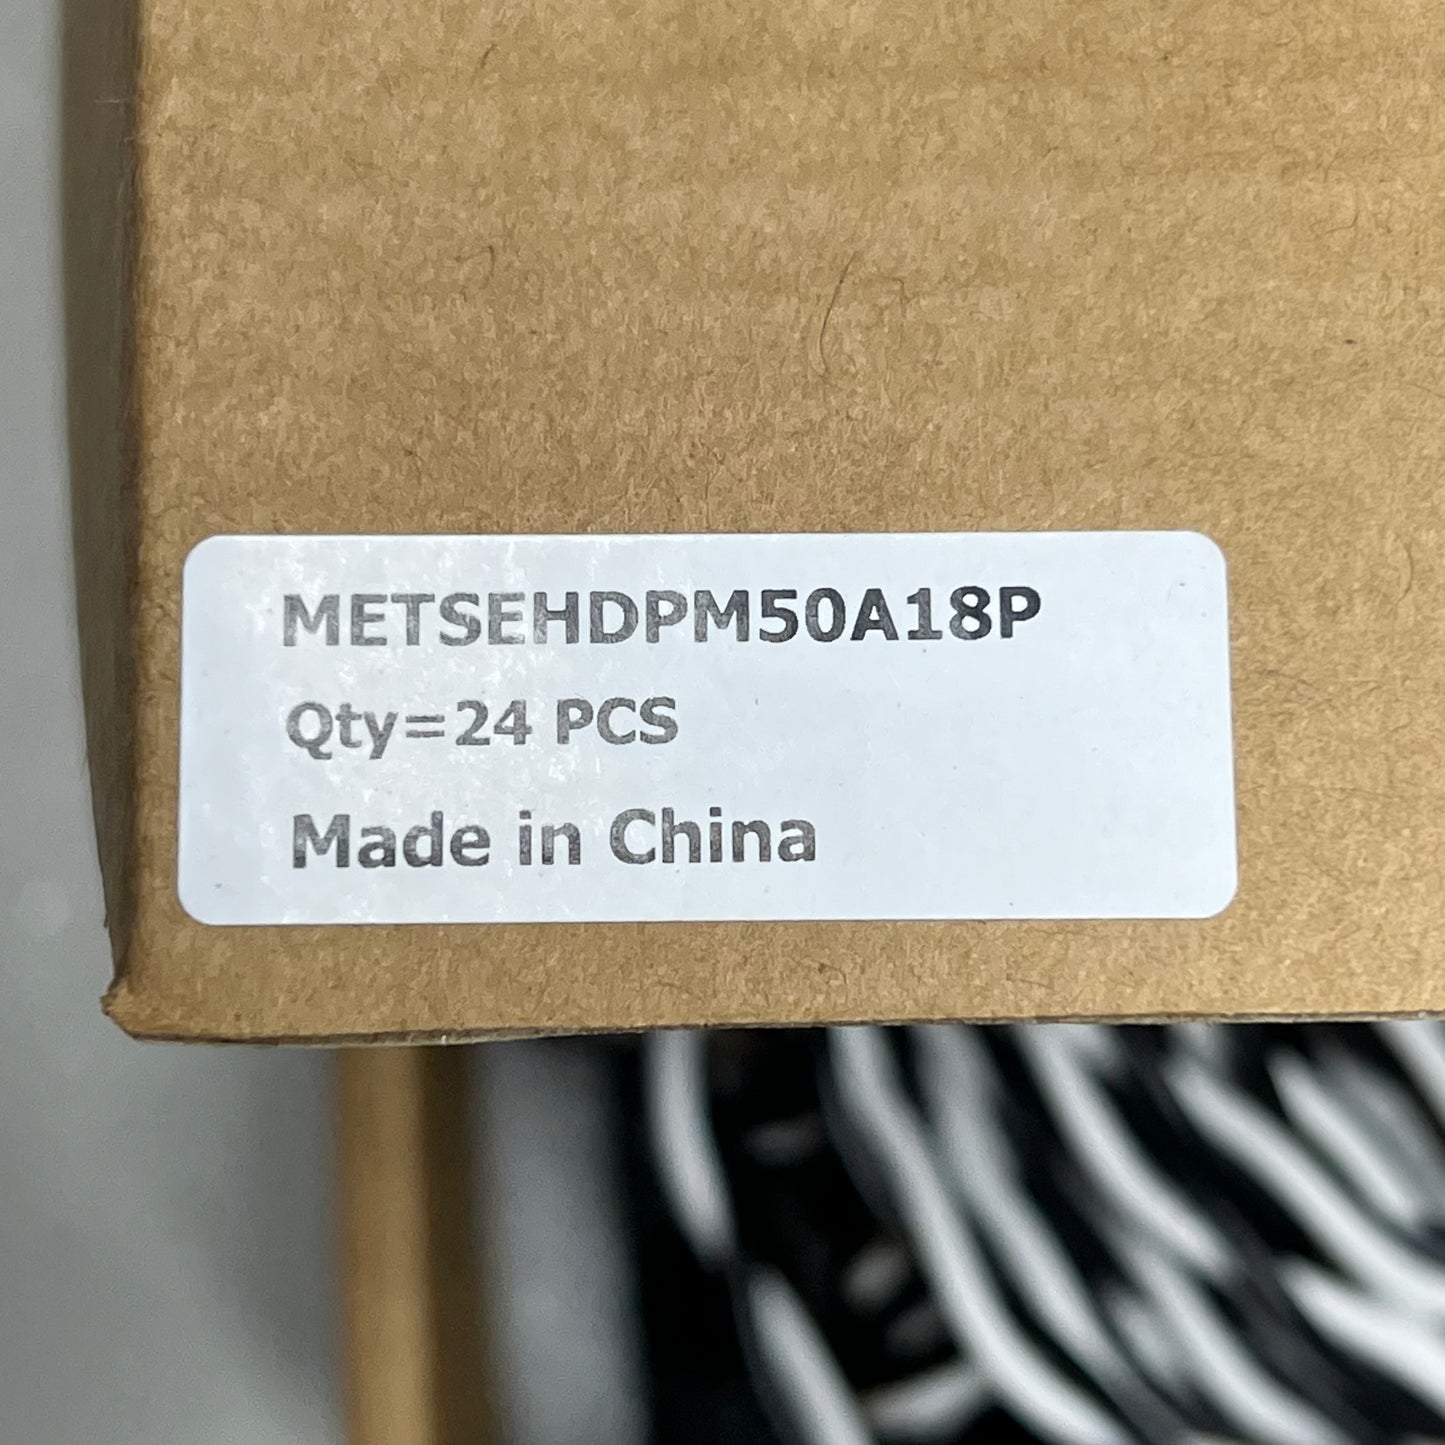 METSEHDPM50A18P
Qty=24 PCS
Made in China